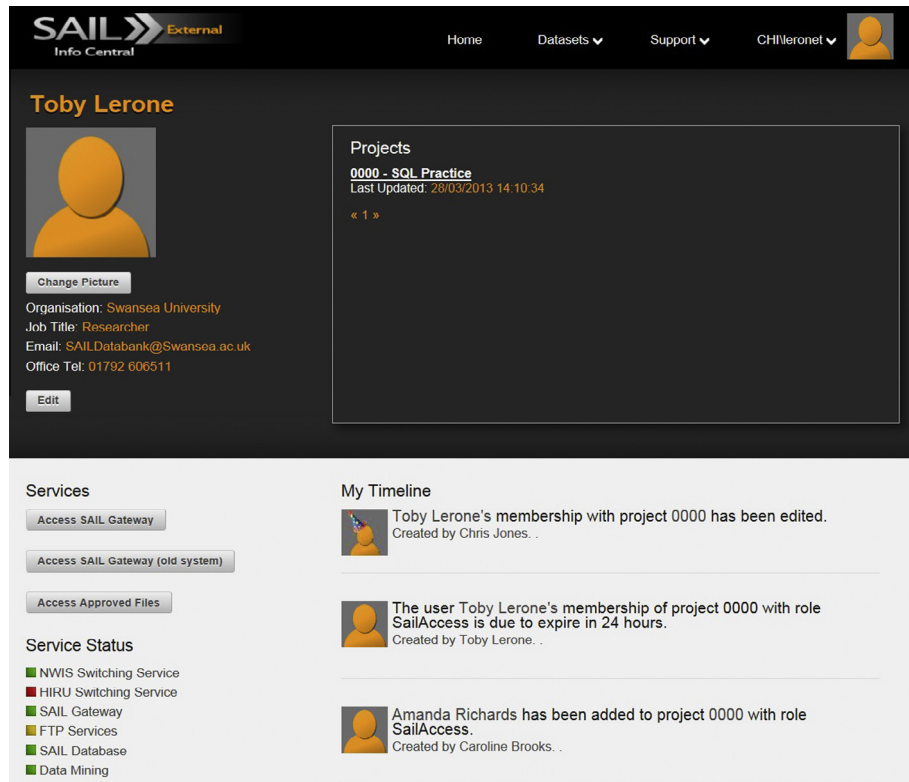 SAIL External
Info Central
Home
Datasets
Support
CHI\leronet
Toby Lerone
Change Picture
Organisation: Swansea University
Job Title: Researcher
Email: SAILDatabank@Swansea.ac.uk
Office Tel: 01792 606511
Edit
Projects
0000 - SQL Practice
Last Updated: 28/03/2013 14:10:34
« 1 »
Services
Access SAIL Gateway
Access SAIL Gateway (old system)
Access Approved Files
Service Status
NWIS Switching Service
HIRU Switching Service
SAIL Gateway
FTP Services
SAIL Database
Data Mining
My Timeline
Toby Lerone's membership with project 0000 has been edited.
Created by Chris Jones. .
The user Toby Lerone's membership of project 0000 with role
SailAccess is due to expire in 24 hours.
Created by Toby Lerone. .
Amanda Richards has been added to project 0000 with role
SailAccess.
Created by Caroline Brooks. .